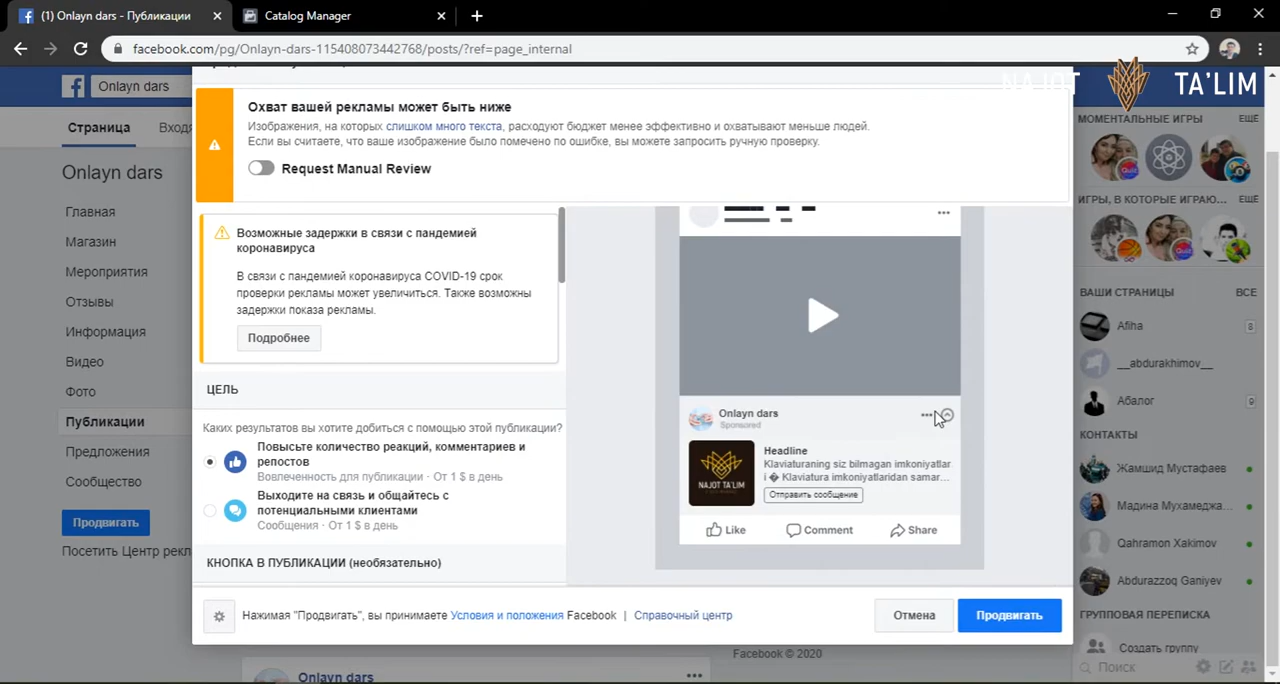 (1) Onlayn dars - Публикации
Catalog Manager
facebook.com/pg/Onlayn-dars-115408073442768/posts/?ref=page_internal
Onlayn dars
NAJOT TA'LIM
Страница
Входя
Onlayn dars
Главная
Магазин
Мероприятия
Отзывы
Информация
Видео
Фото
Публикации
Предложения
Сообщество
Продвигать
Посетить Центр рекл
Охват вашей рекламы может быть ниже
Изображения, на которых слишком много текста, расходуют бюджет менее эффективно и охватывают меньше людей.
Если вы считаете, что ваше изображение было помечено по ошибке, вы можете запросить ручную проверку.
Request Manual Review
Возможные задержки в связи с пандемией
коронавируса
В связи с пандемией коронавируса COVID-19 срок
проверки рекламы может увеличиться. Также возможны
задержки показа рекламы.
Подробнее
ЦЕЛЬ
Каких результатов вы хотите добиться с помощью этой публикации?
Повысьте количество реакций, комментариев и
репостов
Вовлеченность для публикации · От 1 $ в день
Выходите на связь и общайтесь с
потенциальными клиентами
Сообщения · От 1 $ в день
КНОПКА В ПУБЛИКАЦИИ (необязательно)
Onlayn dars
Sponsored
NAJOT TA'LIM
Headline
Klaviaturaning siz bilmagan imkoniyatlar
i � Klaviatura imkoniyatlaridan samar...
Отправить сообщение
Like
Comment
Share
Нажимая "Продвигать", вы принимаете Условия и положения Facebook | Справочный центр
Отмена
Продвигать
Facebook © 2020
Onlayn dars
МОМЕНТАЛЬНЫЕ ИГРЫ
ЕЩЕ
ИГРЫ, В КОТОРЫЕ ИГРАЮ...
ЕЩЕ
ВАШИ СТРАНИЦЫ
ВСЕ
Afiha
8
__abdurakhimov__
Абалог
9
КОНТАКТЫ
Жамшид Мустафаев
Мадина Мухамеджа...
Qahramon Xakimov
Abdurazzoq Ganiyev
ГРУППОВАЯ ПЕРЕПИСКА
Создать группу
Поиск